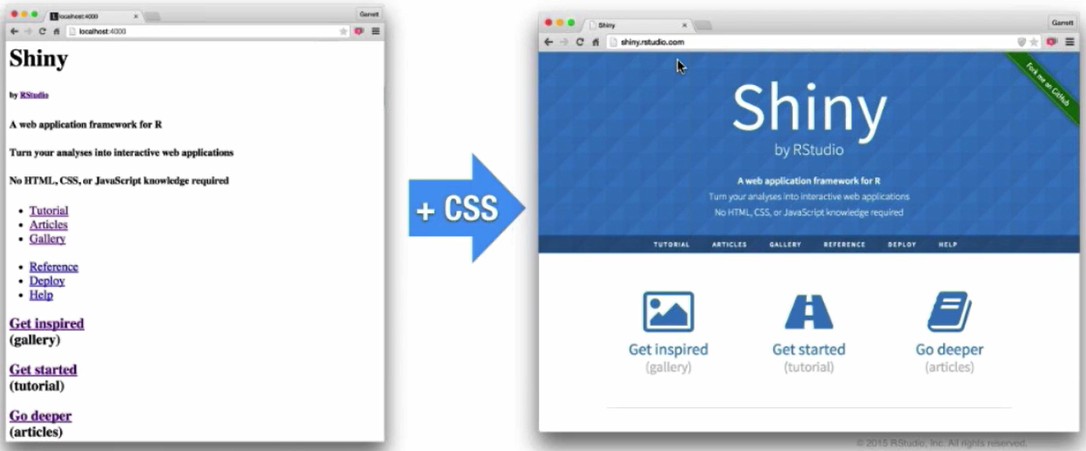 localhost:4000
Garrett
localhost:4000
Shiny
by RStudio
A web application framework for R
Turn your analyses into interactive web applications
No HTML, CSS, or JavaScript knowledge required
Tutorial
Articles
Gallery
Reference
Deploy
Help
Get inspired
(gallery)
Get started
(tutorial)
Go deeper
(articles)
+ CSS
Shiny
Garrett
shiny.rstudio.com
Fork me on GitHub
Shiny
by RStudio
A web application framework for R
Turn your analyses into interactive web applications
No HTML, CSS, or JavaScript knowledge required
TUTORIAL ARTICLES GALLERY REFERENCE DEPLOY HELP
Get inspired
(gallery)
Get started
(tutorial)
Go deeper
(articles)
© 2015 RStudio, Inc. All rights reserved.